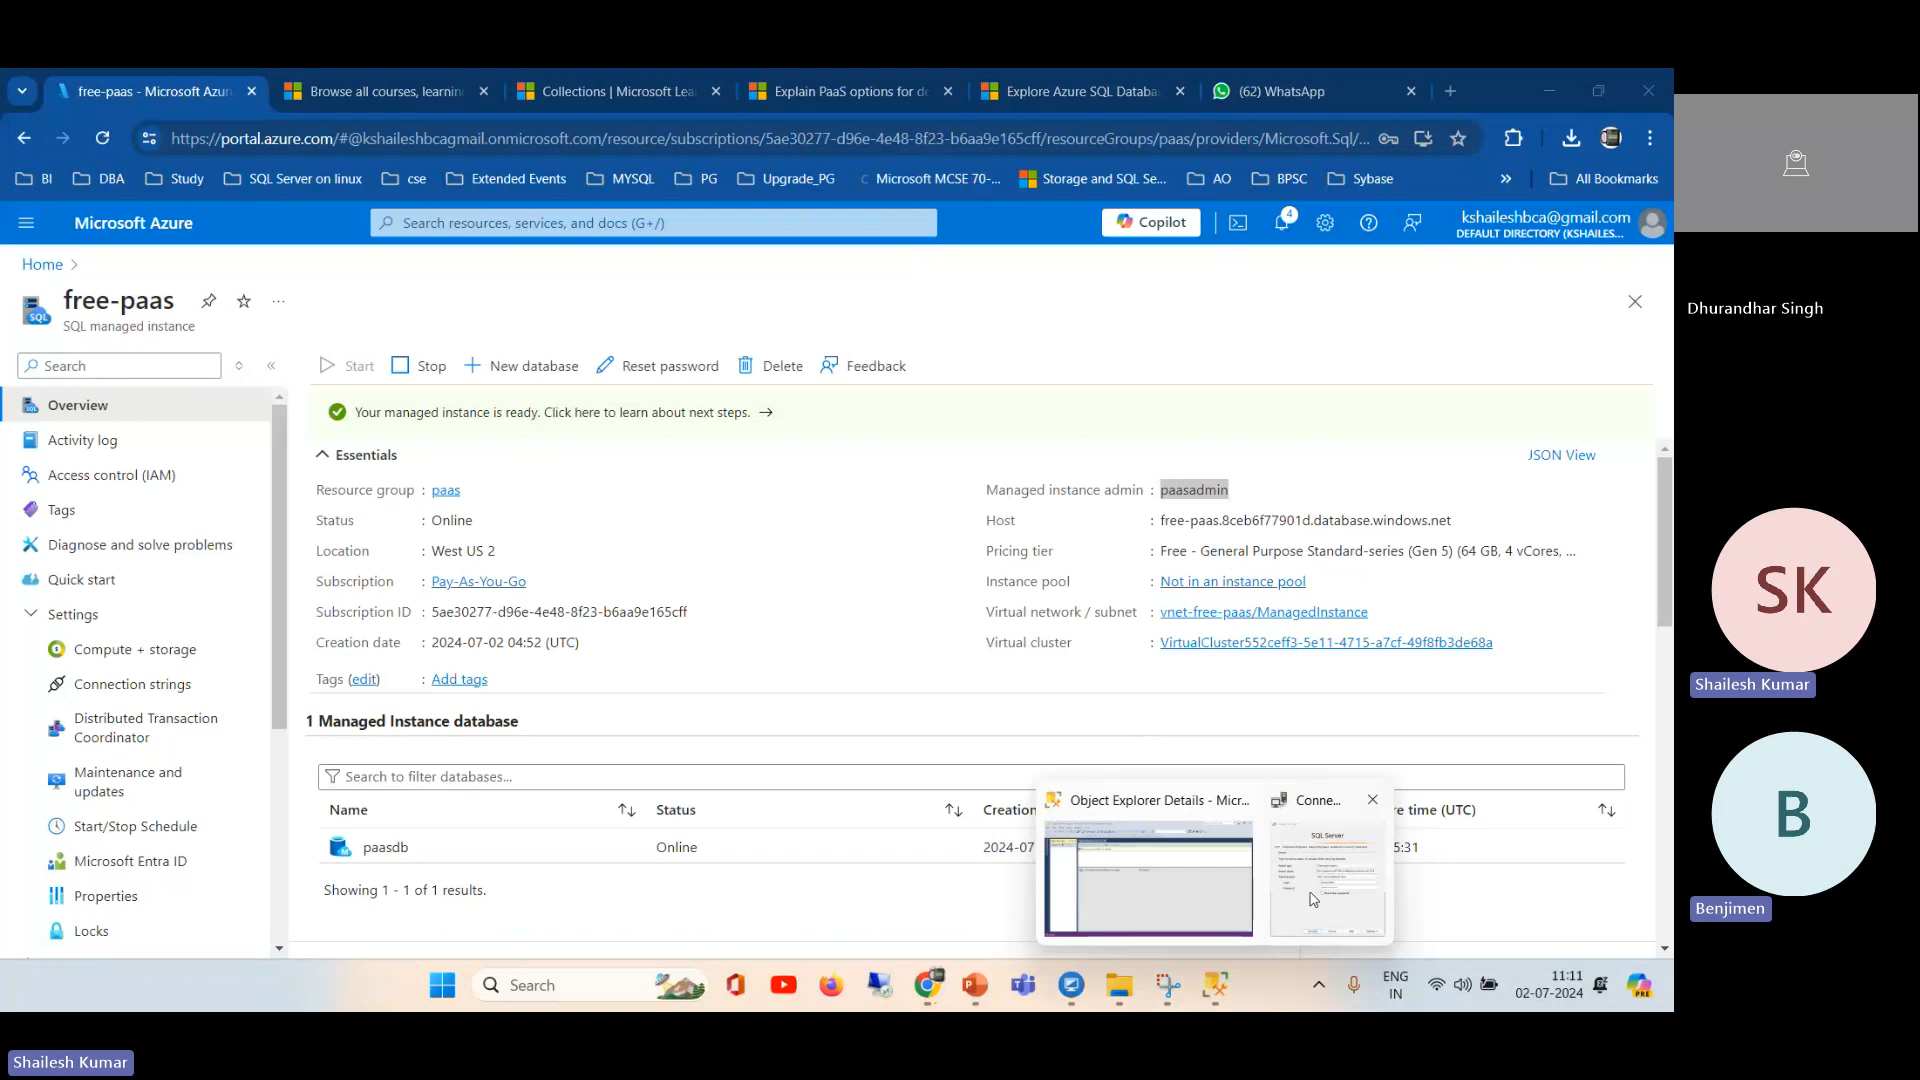 free-paas - Microsoft Azur
Browse all courses, learnin
Collections | Microsoft Lea
Explain PaaS options for de
Explore Azure SQL Databa
(62) WhatsApp
https://portal.azure.com/#@kshaileshbcagmail.onmicrosoft.com/resource/subscriptions/5ae30277-d96e-4e48-8f23-b6aa9e165cff/resourceGroups/paas/providers/Microsoft.Sql/...
BI
DBA
Study
SQL Server on linux
cse
Extended Events
MYSQL
PG
Upgrade_PG
Microsoft MCSE 70-...
Storage and SQL Se...
AO
BPSC
Sybase
All Bookmarks
Microsoft Azure
Search resources, services, and docs (G+/)
Copilot
4
kshaileshbca@gmail.com
DEFAULT DIRECTORY (KSHAILES...
Home
free-paas
SQL managed instance
Search
Start
Stop
New database
Reset password
Delete
Feedback
Overview
Activity log
Access control (IAM)
Tags
Diagnose and solve problems
Quick start
Settings
Compute + storage
Connection strings
Distributed Transaction
Coordinator
Maintenance and
updates
Start/Stop Schedule
Microsoft Entra ID
Properties
Locks
Your managed instance is ready. Click here to learn about next steps.
Essentials
JSON View
Resource group : paas
Status : Online
Location : West US 2
Subscription : Pay-As-You-Go
Subscription ID : 5ae30277-d96e-4e48-8f23-b6aa9e165cff
Creation date : 2024-07-02 04:52 (UTC)
Tags (edit) : Add tags
Managed instance admin : paasadmin
Host : free-paas.8ceb6f77901d.database.windows.net
Pricing tier : Free - General Purpose Standard-series (Gen 5) (64 GB, 4 vCores, ...
Instance pool : Not in an instance pool
Virtual network / subnet : vnet-free-paas/ManagedInstance
Virtual cluster : VirtualCluster552ceff3-5e11-4715-a7cf-49f8fb3de68a
1 Managed Instance database
Search to filter databases...
Name
Status
Creation
re time (UTC)
paasdb
Online
2024-07
5:31
Showing 1 - 1 of 1 results.
Object Explorer Details - Micr...
Conne...
SQL Server
Search
ENG
IN
11:11
02-07-2024
PRE
Dhurandhar Singh
SK
Shailesh Kumar
B
Benjimen
Shailesh Kumar